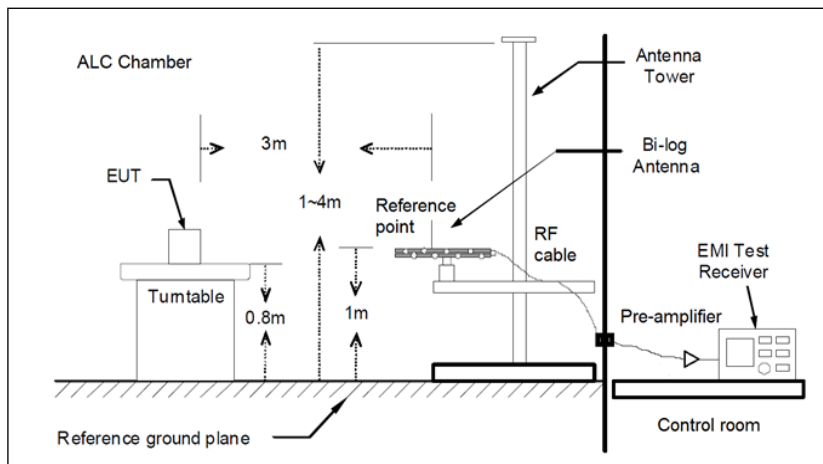 ALC Chamber
Antenna
Tower
3m
Bi-log
Antenna
EUT
1~4m
Reference
point
RF
cable
EMI Test
Receiver
Turntable
0.8m
1m
Pre-amplifier
Reference ground plane
Control room